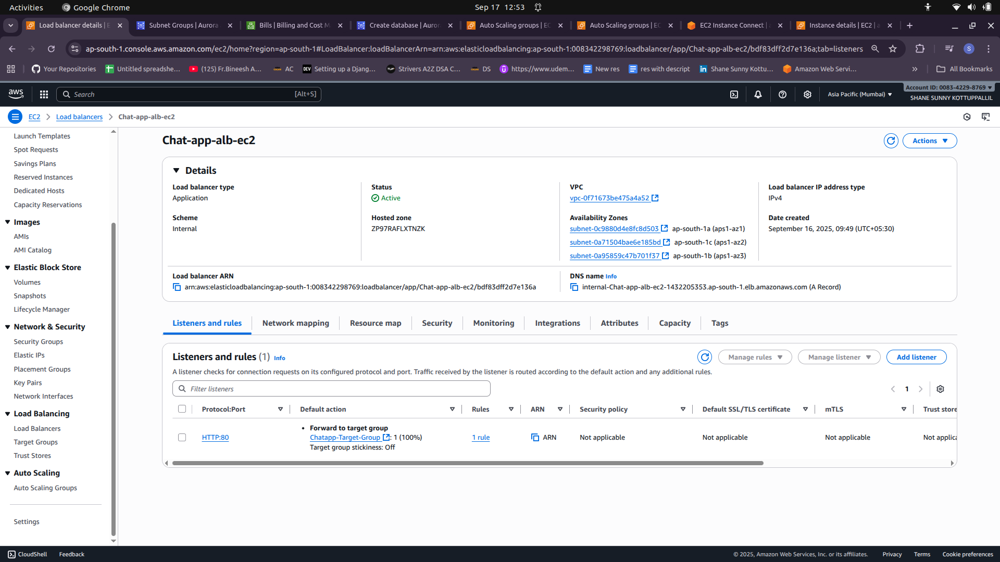 Activities
Google Chrome
Sep 17 12:53
Load balancer details | E
Subnet Groups | Aurora
Bills | Billing and Cost M
Create database | Auror
Auto Scaling groups | EC
Auto Scaling groups | EC
EC2 Instance Connect |
Instance details | EC2 | a
ap-south-1.console.aws.amazon.com/ec2/home?region=ap-south-1#LoadBalancer:loadBalancerArn=arn:aws:elasticloadbalancing:ap-south-1:008342298769:loadbalancer/app/Chat-app-alb-ec2/bdf83dff2d7e136a;tab=listeners
S
Your Repositories
Untitled spreadshe...
(125) Fr.Bineesh A...
AC
DEV
Setting up a Djang...
TUF
Strivers A2Z DSA C...
DS
https://www.udem...
New res
res with descript
Shane Sunny Kottu...
Amazon Web Servi...
All Bookmarks
aws
Search
[Alt+S]
Asia Pacific (Mumbai)
Account ID: 0083-4229-8769
SHANE SUNNY KOTTUPPALLIL
EC2
Load balancers
Chat-app-alb-ec2
Launch Templates
Spot Requests
Savings Plans
Reserved Instances
Dedicated Hosts
Capacity Reservations
Images
AMIs
AMI Catalog
Elastic Block Store
Volumes
Snapshots
Lifecycle Manager
Network & Security
Security Groups
Elastic IPs
Placement Groups
Key Pairs
Network Interfaces
Load Balancing
Load Balancers
Target Groups
Trust Stores
Auto Scaling
Auto Scaling Groups
Settings
Chat-app-alb-ec2
Actions
Details
Load balancer type
Application
Status
Active
VPC
vpc-0f71673be475a4a52
Load balancer IP address type
IPv4
Scheme
Internal
Hosted zone
ZP97RAFLXTNZK
Availability Zones
subnet-0c9880d4e8fc8d503 ap-south-1a (aps1-az1)
subnet-0a71504bae6e185bd ap-south-1c (aps1-az2)
subnet-0a95859c47b701f37 ap-south-1b (aps1-az3)
Date created
September 16, 2025, 09:49 (UTC+05:30)
Load balancer ARN
arn:aws:elasticloadbalancing:ap-south-1:008342298769:loadbalancer/app/Chat-app-alb-ec2/bdf83dff2d7e136a
DNS name Info
internal-Chat-app-alb-ec2-1432205353.ap-south-1.elb.amazonaws.com (A Record)
Listeners and rules
Network mapping
Resource map
Security
Monitoring
Integrations
Attributes
Capacity
Tags
Listeners and rules (1) Info
Manage rules
Manage listener
Add listener
A listener checks for connection requests on its configured protocol and port. Traffic received by the listener is routed according to the default action and any additional rules.
Filter listeners
1
Protocol:Port
Default action
Rules
ARN
Security policy
Default SSL/TLS certificate
mTLS
Trust store
HTTP:80
• Forward to target group
Chatapp-Target-Group : 1 (100%)
Target group stickiness: Off
1 rule
ARN
Not applicable
Not applicable
Not applicable
Not applica
CloudShell
Feedback
© 2025, Amazon Web Services, Inc. or its affiliates.
Privacy
Terms
Cookie preferences